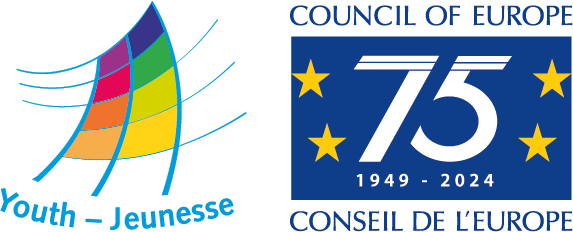 Youth – Jeunesse
COUNCIL OF EUROPE
75
1949 - 2024
CONSEIL DE L'EUROPE